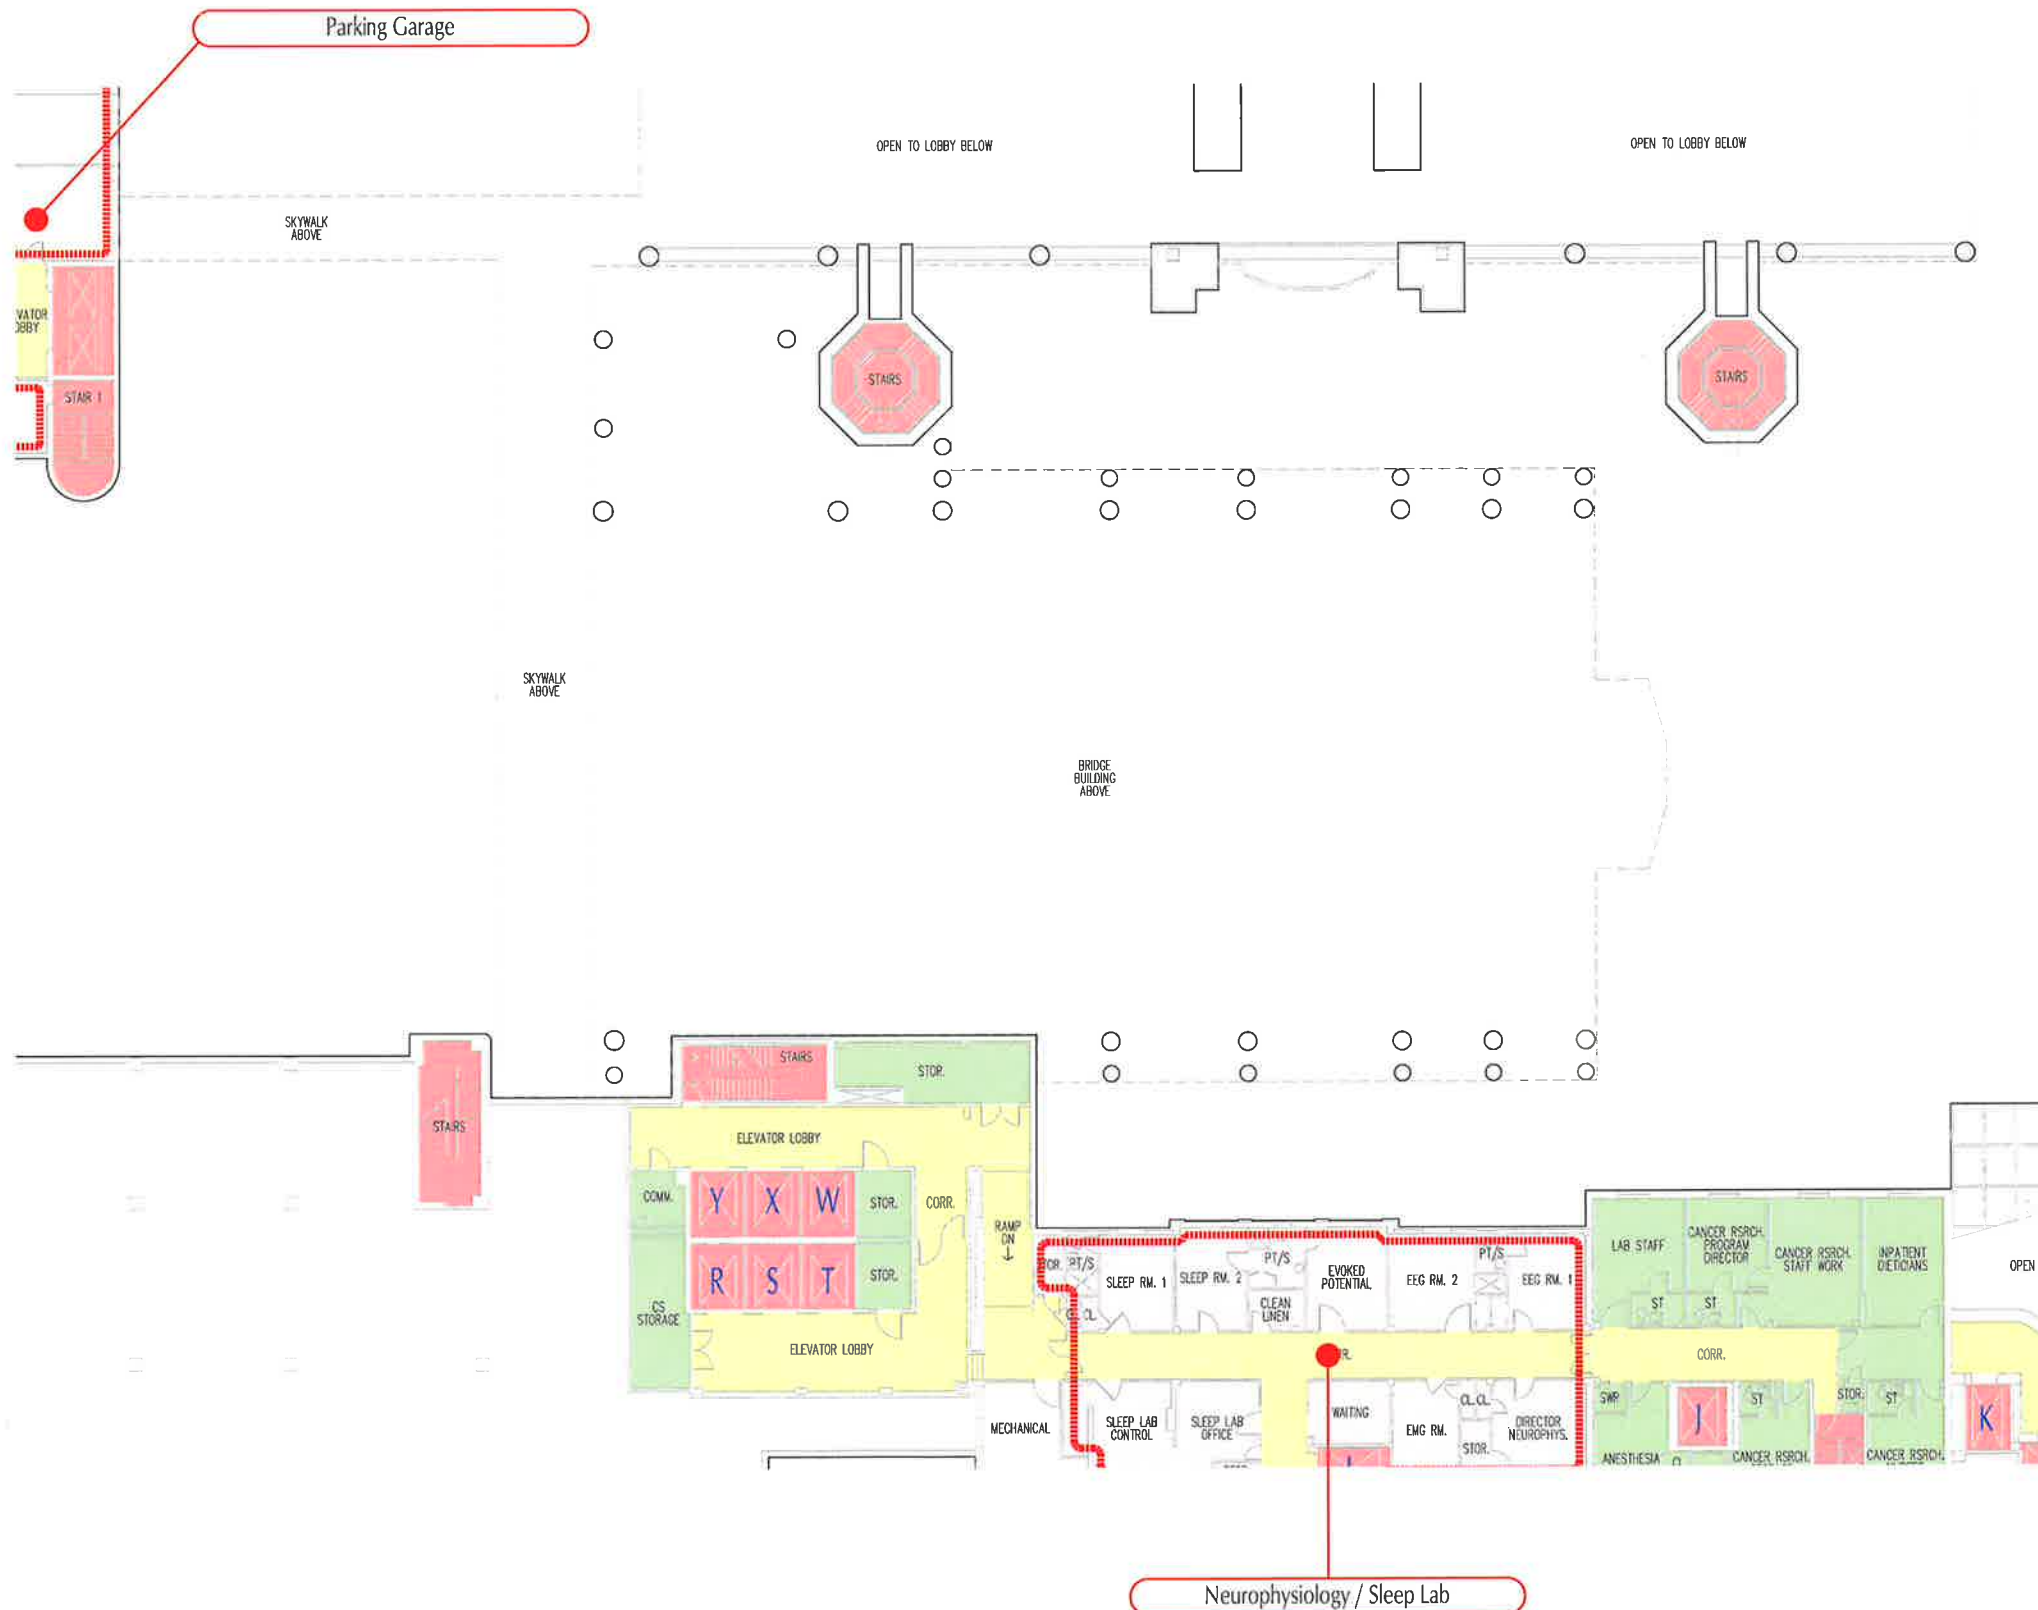 Parking Garage
OPEN TO LOBBY BELOW
OPEN TO LOBBY BELOW
SKYWALK
ABOVE
STAIR 1
STAIRS
STAIRS
SKYWALK
ABOVE
BRIDGE
BUILDING
ABOVE
STAIRS
STAIRS
STOR.
ELEVATOR LOBBY
COMM.
Y
X
W
STOR.
CORR.
RAMP
DN
R
S
T
STOR.
CS
STORAGE
ELEVATOR LOBBY
MECHANICAL
PT/S
SLEEP RM. 1
SLEEP RM. 2
PT/S
CLEAN
LINEN
EVOKED
POTENTIAL
EEG RM. 2
PT/S
EEG RM. 1
CL.
SLEEP LAB
CONTROL
SLEEP LAB
OFFICE
WAITING
EMG RM.
CL.CL.
STOR.
DIRECTOR
NEUROPHYS.
LAB STAFF
CANCER RSRCH.
PROGRAM
DIRECTOR
CANCER RSRCH.
STAFF WORK
INPATIENT
DIETICIANS
OPEN
ST
ST
CORR.
SWR
J
ST
STOR.
ST
K
ANESTHESIA
CANCER RSRCH.
CANCER RSRCH.
Neurophysiology / Sleep Lab